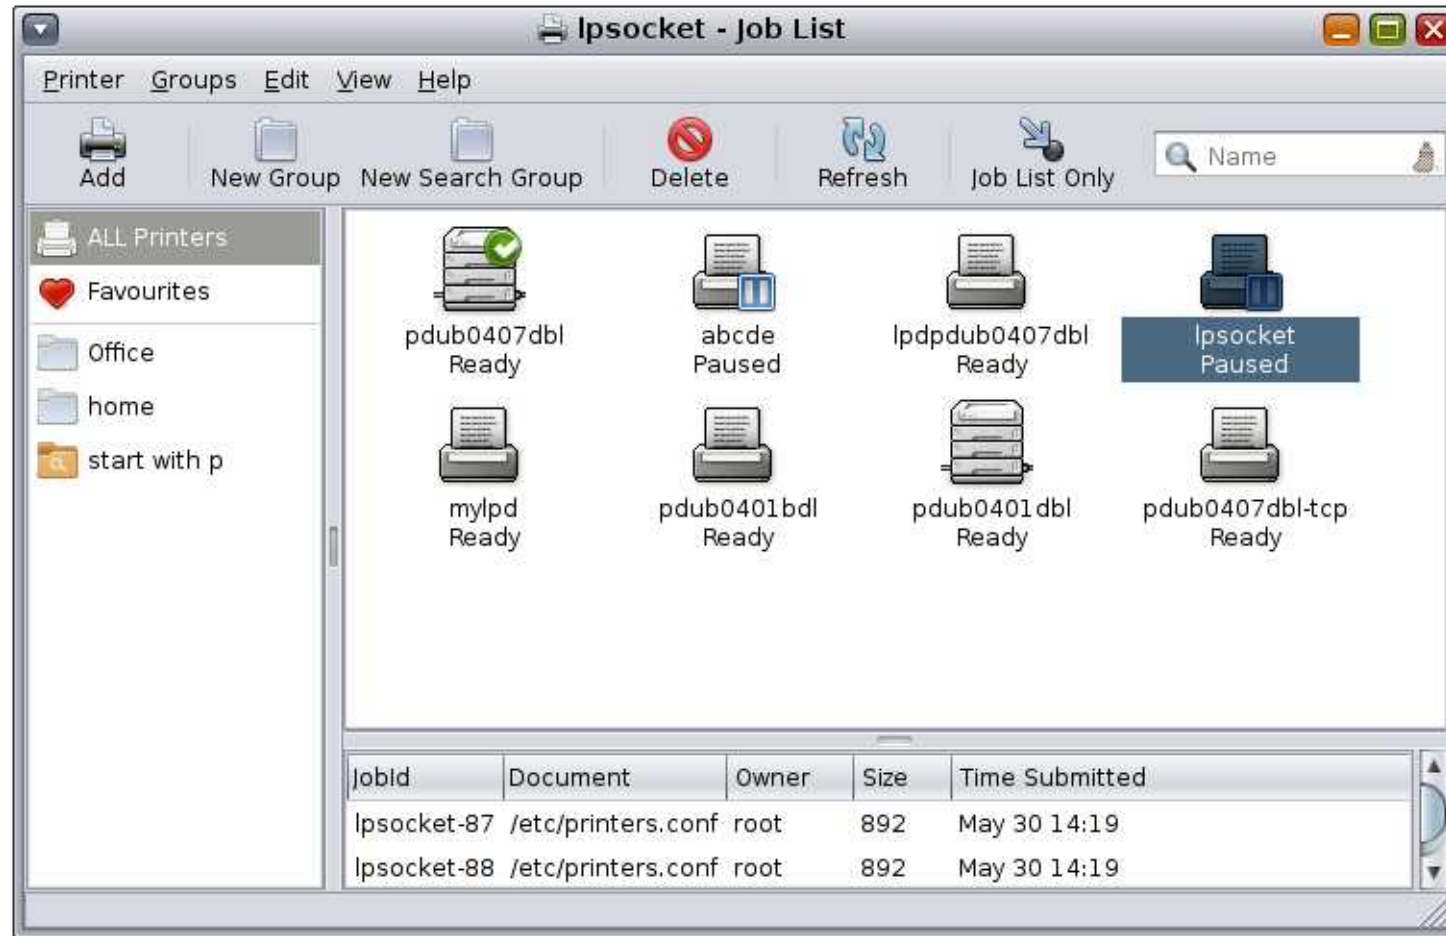 lpsocket - Job List
Printer Groups Edit View Help
Add New Group New Search Group Delete Refresh Job List Only Name
ALL Printers
Favourites
Office
home
start with p
pdub0407dbl abcde lpdpdub0407dbl lpsocket
Ready Paused Ready Paused
mylpd pdub0401bdl pdub0401dbl pdub0407dbl-tcp
Ready Ready Ready Ready
JobId Document Owner Size Time Submitted
lpsocket-87 /etc/printers.conf root 892 May 30 14:19
lpsocket-88 /etc/printers.conf root 892 May 30 14:19